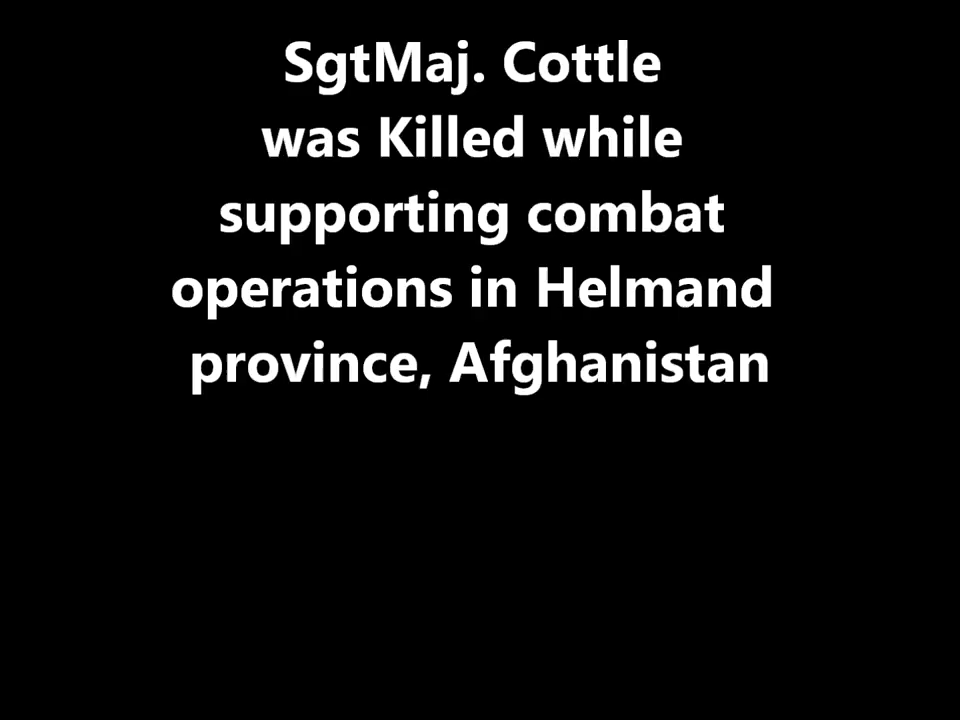 SgtMaj. Cottle
was Killed while
supporting combat
operations in Helmand
province, Afghanistan